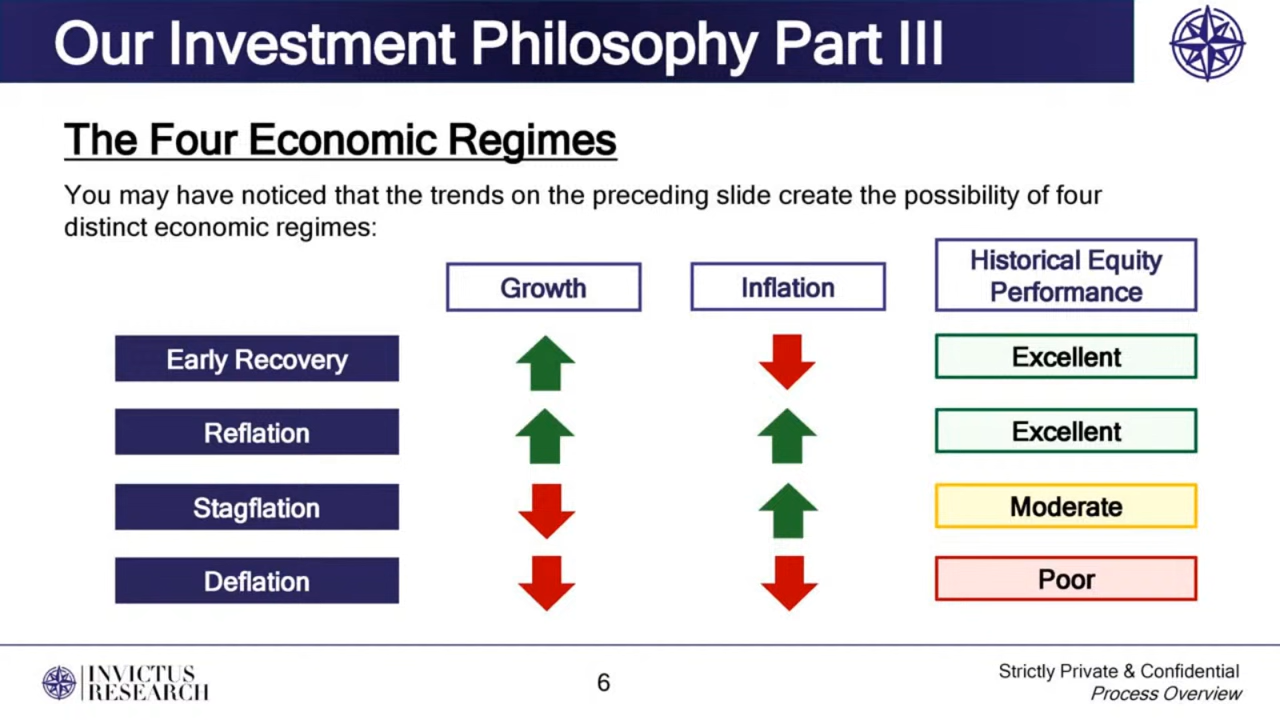 Our Investment Philosophy Part III
The Four Economic Regimes
You may have noticed that the trends on the preceding slide create the possibility of four
distinct economic regimes:
Growth
Inflation
Historical Equity
Performance
Early Recovery
Excellent
Reflation
Excellent
Stagflation
Moderate
Deflation
Poor
INVICTUS
RESEARCH
6
Strictly Private & Confidential
Process Overview